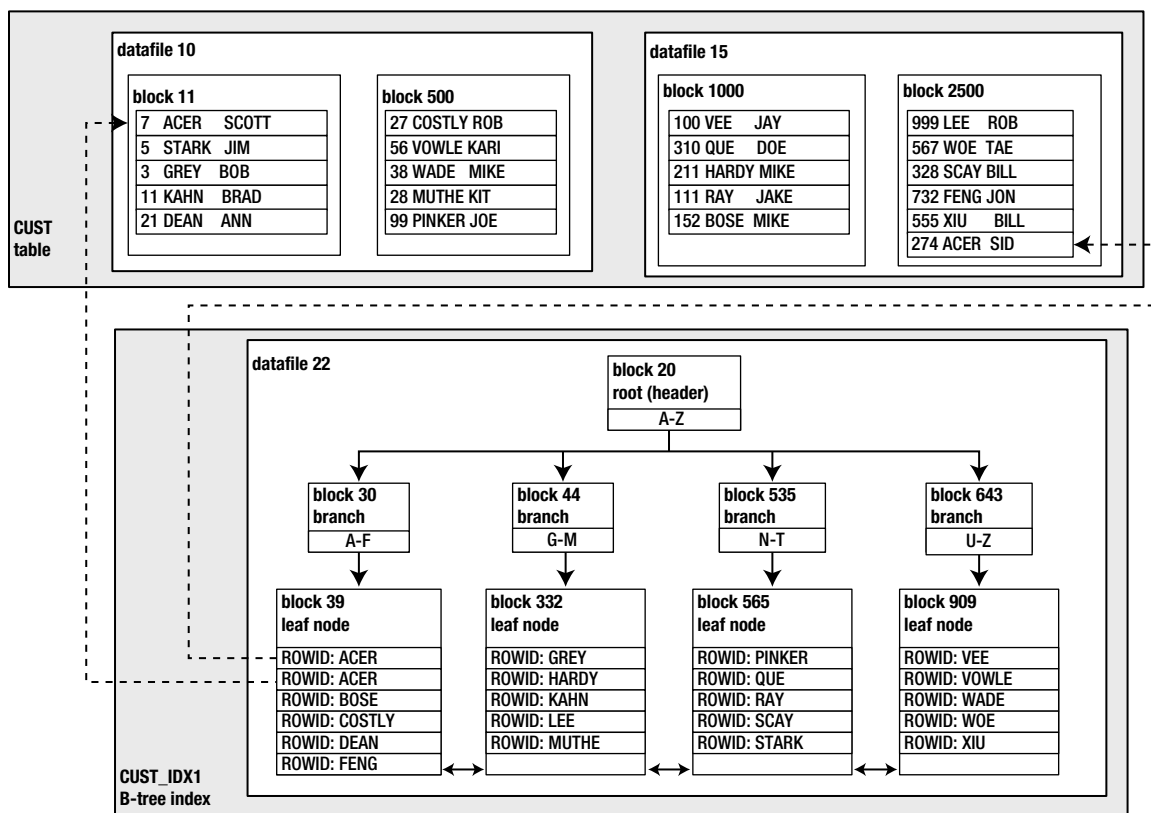 datafile 10
block 11
7 ACER SCOTT
5 STARK JIM
3 GREY BOB
11 KAHN BRAD
21 DEAN ANN
block 500
27 COSTLY ROB
56 VOWLE KARI
38 WADE MIKE
28 MUTHE KIT
99 PINKER JOE
datafile 15
block 1000
100 VEE JAY
310 QUE DOE
211 HARDY MIKE
111 RAY JAKE
152 BOSE MIKE
block 2500
999 LEE ROB
567 WOE TAE
328 SCAY BILL
732 FENG JON
555 XIU BILL
274 ACER SID
CUST
table
datafile 22
block 20
root (header)
A-Z
block 30
branch
A-F
block 44
branch
G-M
block 535
branch
N-T
block 643
branch
U-Z
block 39
leaf node
ROWID: ACER
ROWID: ACER
ROWID: BOSE
ROWID: COSTLY
ROWID: DEAN
ROWID: FENG
block 332
leaf node
ROWID: GREY
ROWID: HARDY
ROWID: KAHN
ROWID: LEE
ROWID: MUTHE
block 565
leaf node
ROWID: PINKER
ROWID: QUE
ROWID: RAY
ROWID: SCAY
ROWID: STARK
block 909
leaf node
ROWID: VEE
ROWID: VOWLE
ROWID: WADE
ROWID: WOE
ROWID: XIU
CUST_IDX1
B-tree index